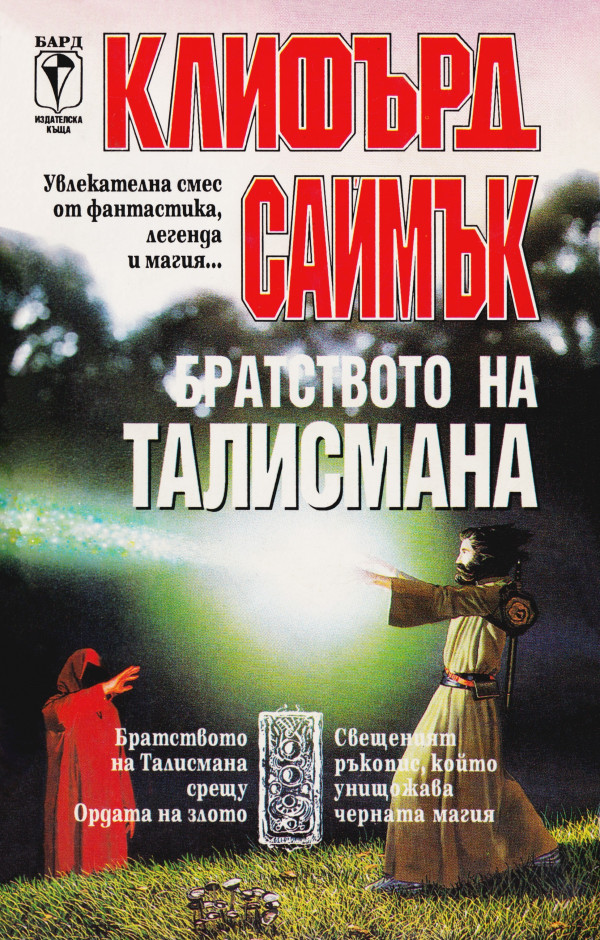 БАРД
ИЗДАТЕЛСКА
КЪЩА
КЛИФЪРД
САЙМЪК
Увлекателна смес
от фантастика,
легенда
и магия...
БРАТСТВОТО НА
ТАЛИСМАНА
Братството
на Талисмана
срещу
Ордата на злото
Свещеният
ръкопис, който
унищожава
черната магия